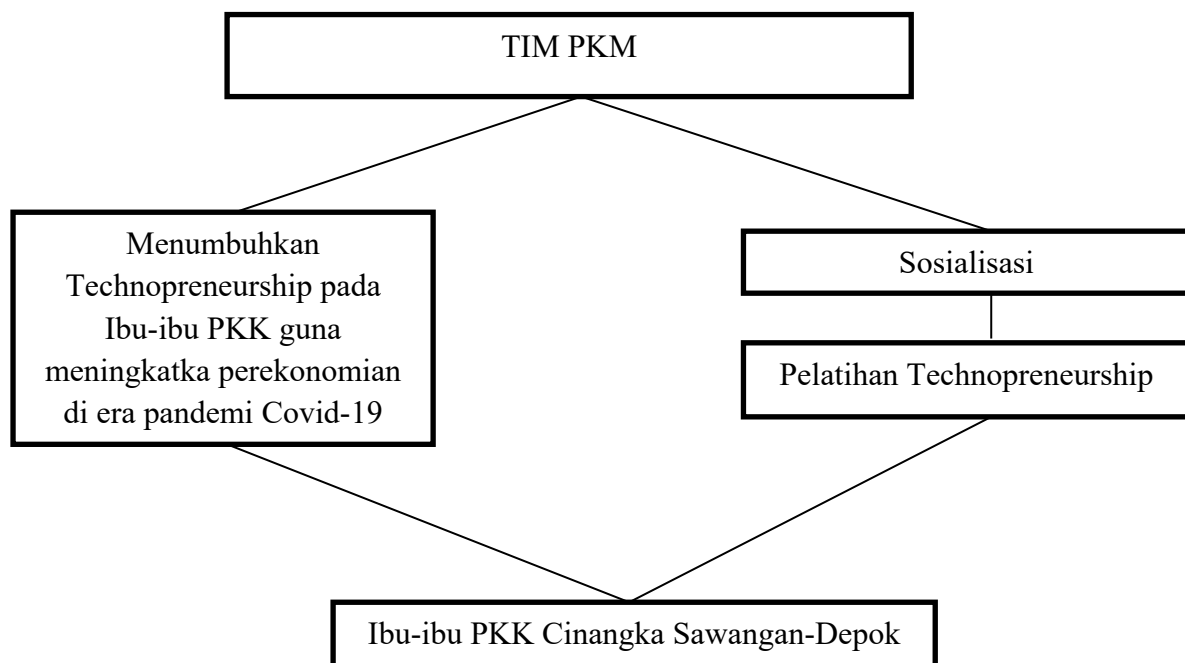 TIM PKM
Menumbuhkan
Technopreneurship pada
Ibu-ibu PKK guna
meningkatka perekonomian
di era pandemi Covid-19
Sosialisasi
Pelatihan Technopreneurship
Ibu-ibu PKK Cinangka Sawangan-Depok